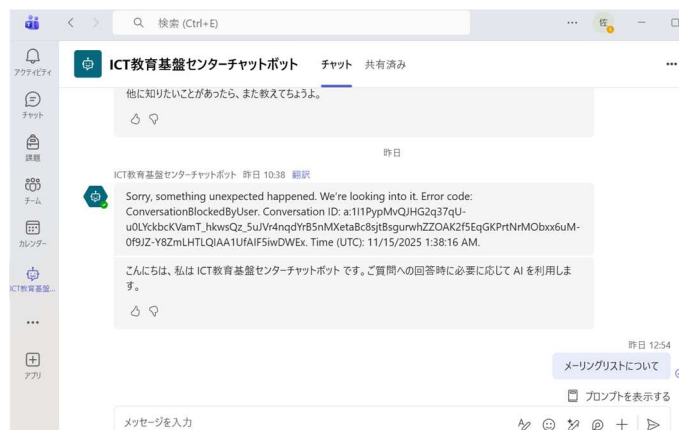 検索 (Ctrl+E)
佐
アクティビティ
チャット
課題
チーム
カレンダー
ICT教育基盤...
アプリ
ICT教育基盤センターチャットボット チャット 共有済み
他に知りたいことがあったら、また教えてちょうよ。
昨日
ICT教育基盤センターチャットボット 昨日 10:38 翻訳
Sorry, something unexpected happened. We're looking into it. Error code:
ConversationBlockedByUser. Conversation ID: a:1I1PypMvQJHG2q37qU-
u0LYckbcKVamT_hkwsQz_5uJVr4nqdYrB5nMXetaBc8sjtBsgurwhZZOAK2f5EqGKPrtNrMObxx6uM-
0f9JZ-Y8ZmLHTLQIAA1UfAIF5iwDWEx. Time (UTC): 11/15/2025 1:38:16 AM.
こんにちは、私は ICT教育基盤センターチャットボット です。ご質問への回答時に必要に応じて AI を利用しま
す。
昨日 12:54
メーリングリストについて
プロンプトを表示する
メッセージを入力